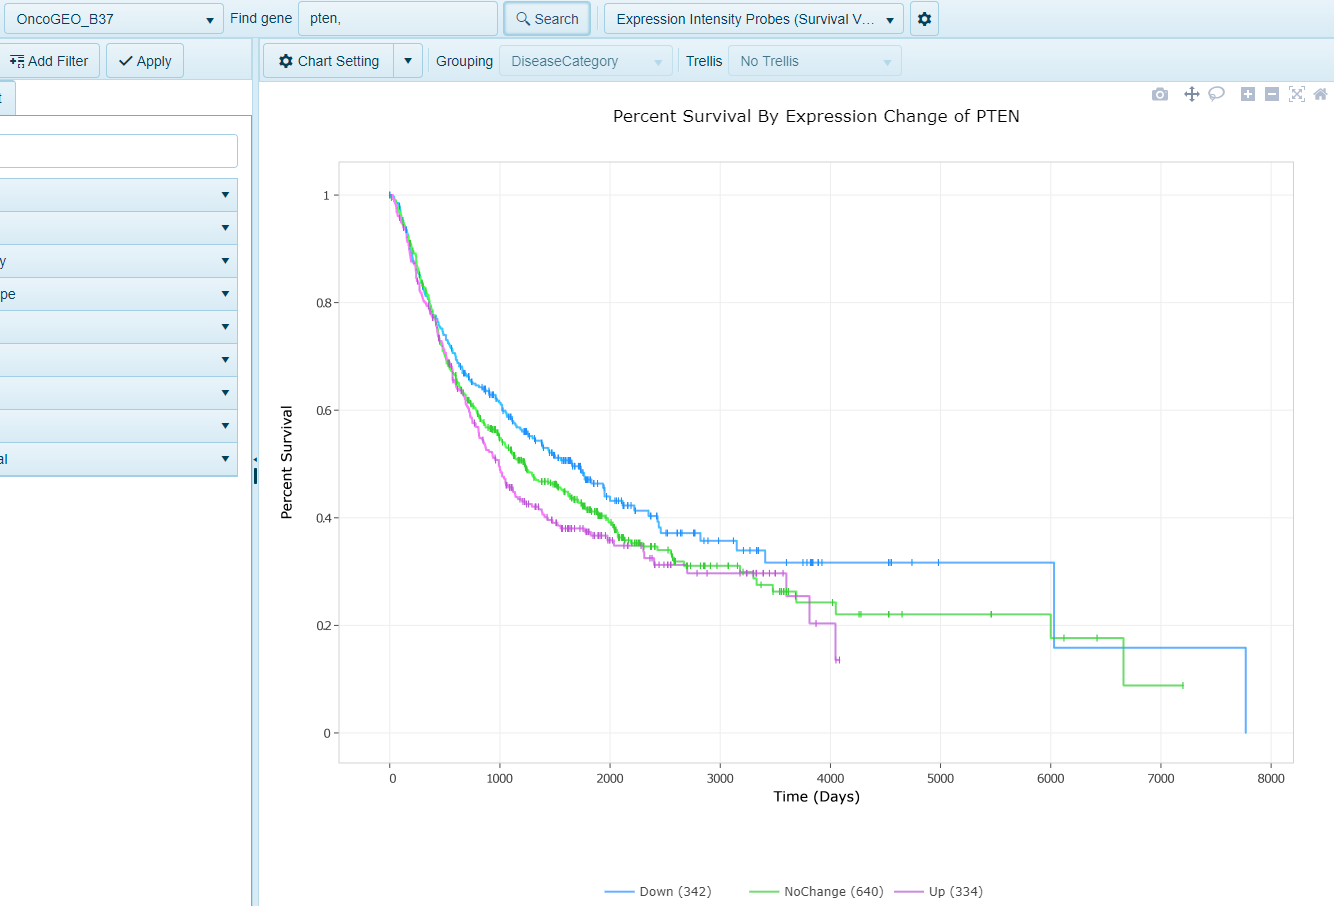 OncoGEO_B37 Find gene pten, Search Expression Intensity Probes (Survival V...
Add Filter Apply Chart Setting Grouping DiseaseCategory Trellis No Trellis
t
y
pe
al
Percent Survival By Expression Change of PTEN
1
0.8
0.6
0.4
0.2
0
Percent Survival
0 1000 2000 3000 4000 5000 6000 7000 8000
Time (Days)
Down (342) NoChange (640) Up (334)